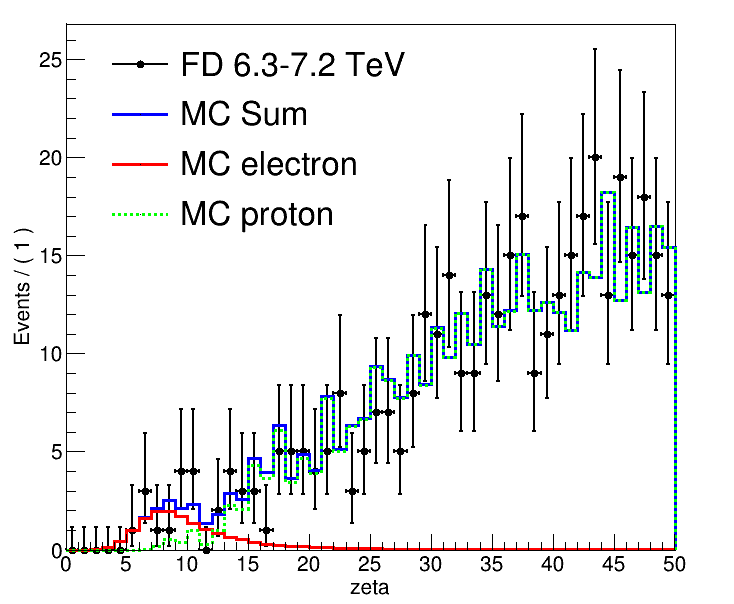 FD 6.3-7.2 TeV
MC Sum
MC electron
MC proton
Events / ( 1 )
25
20
15
10
5
0
0 5 10 15 20 25 30 35 40 45 50
zeta